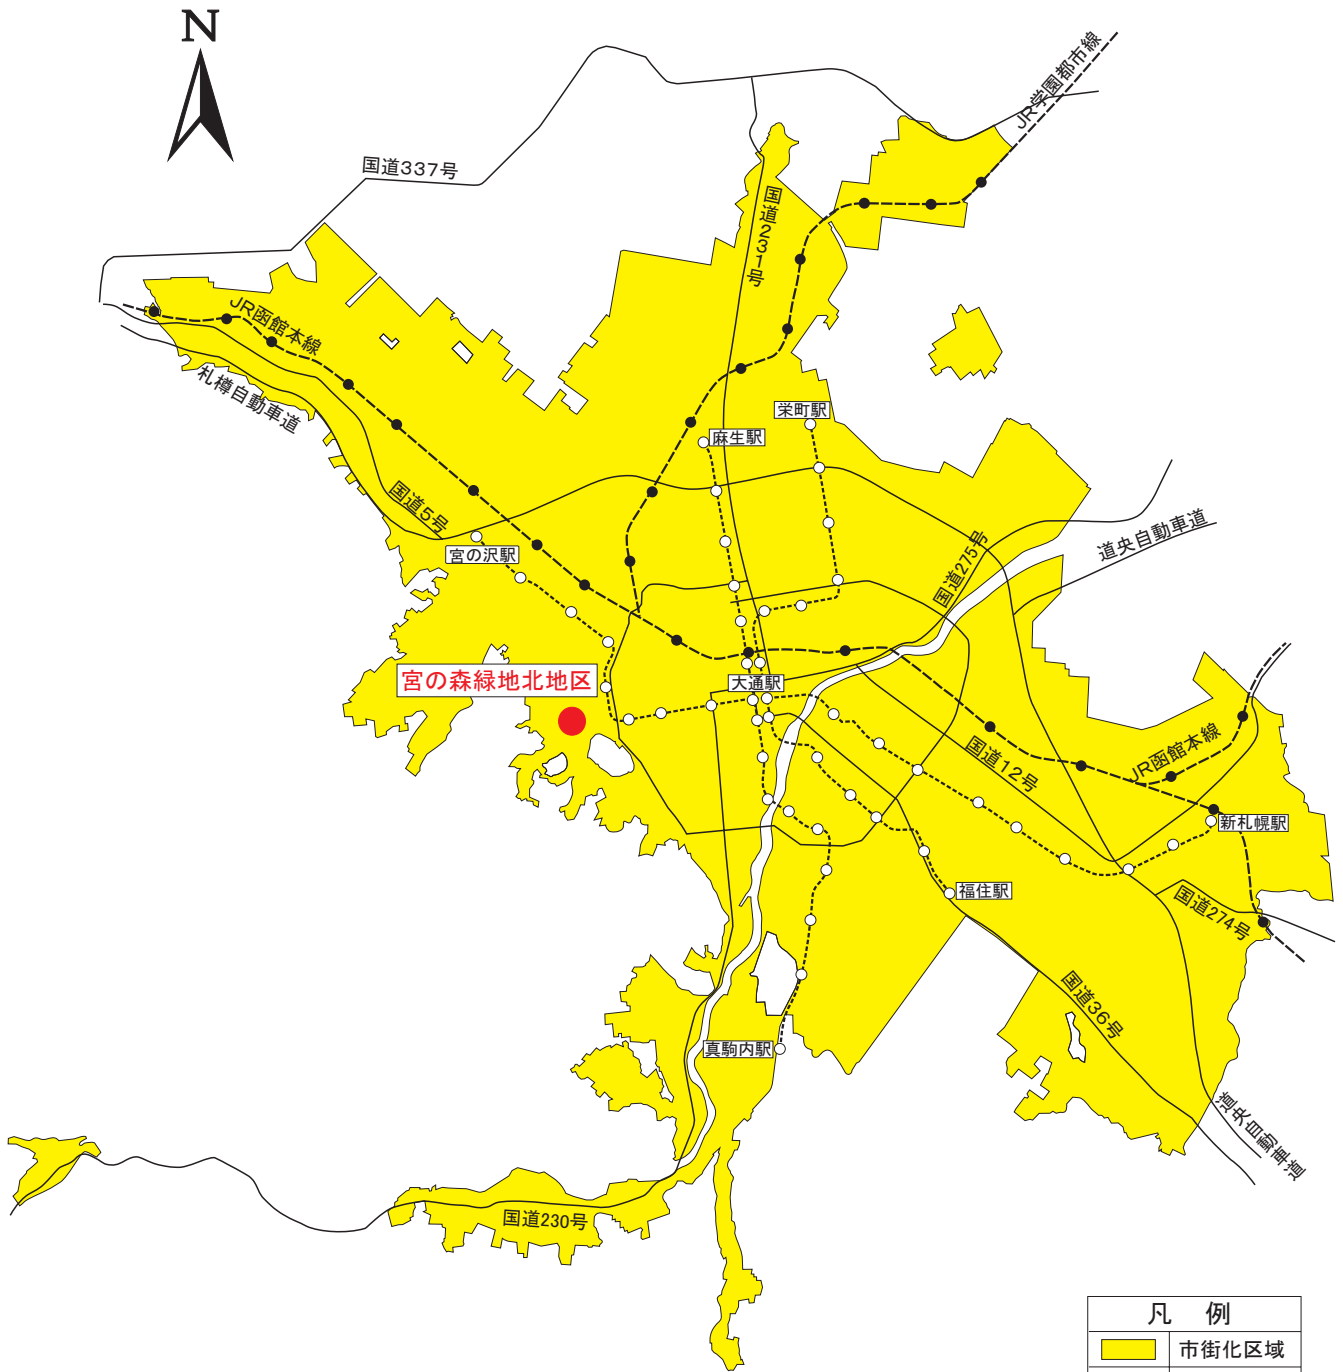 N
JR学園都市線
国道337号
国道231号
JR函館本線
札樽自動車道
栄町駅
麻生駅
国道5号
宮の沢駅
道央自動車道
国道275号
宮の森緑地北地区
大通駅
国道12号
JR函館本線
新札幌駅
福住駅
国道274号
国道36号
真駒内駅
道央自動車道
国道230号
凡 例
市街化区域